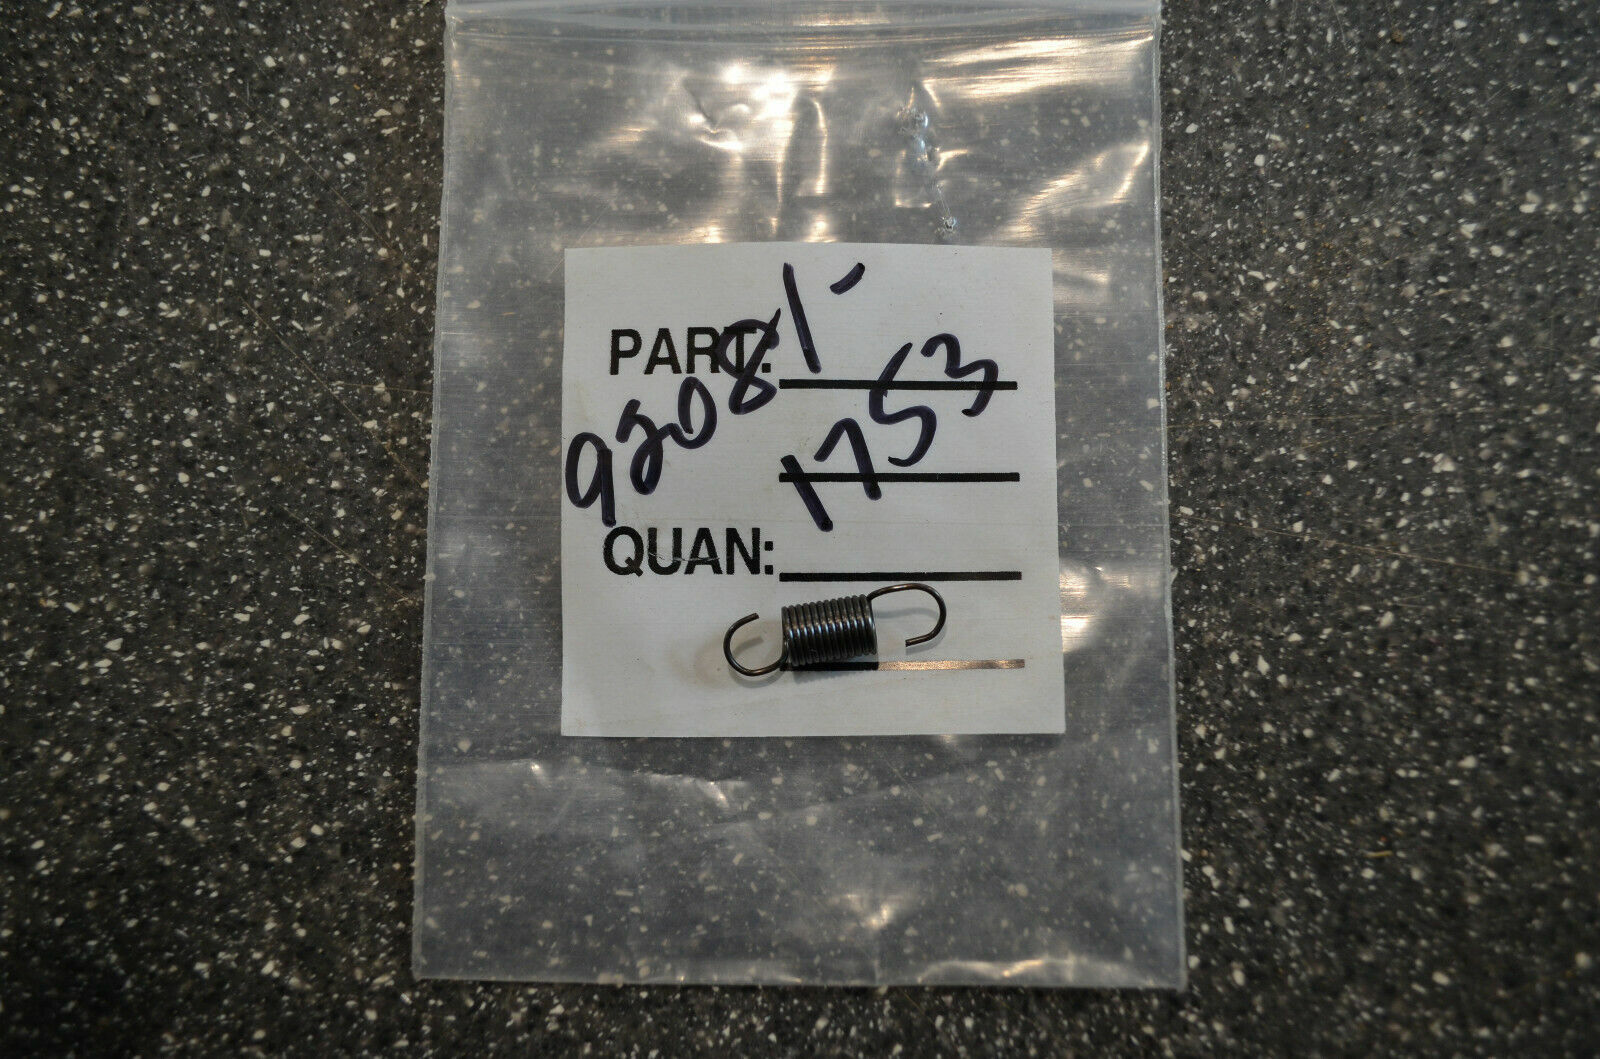 PART:
92081-
1753
QUAN: